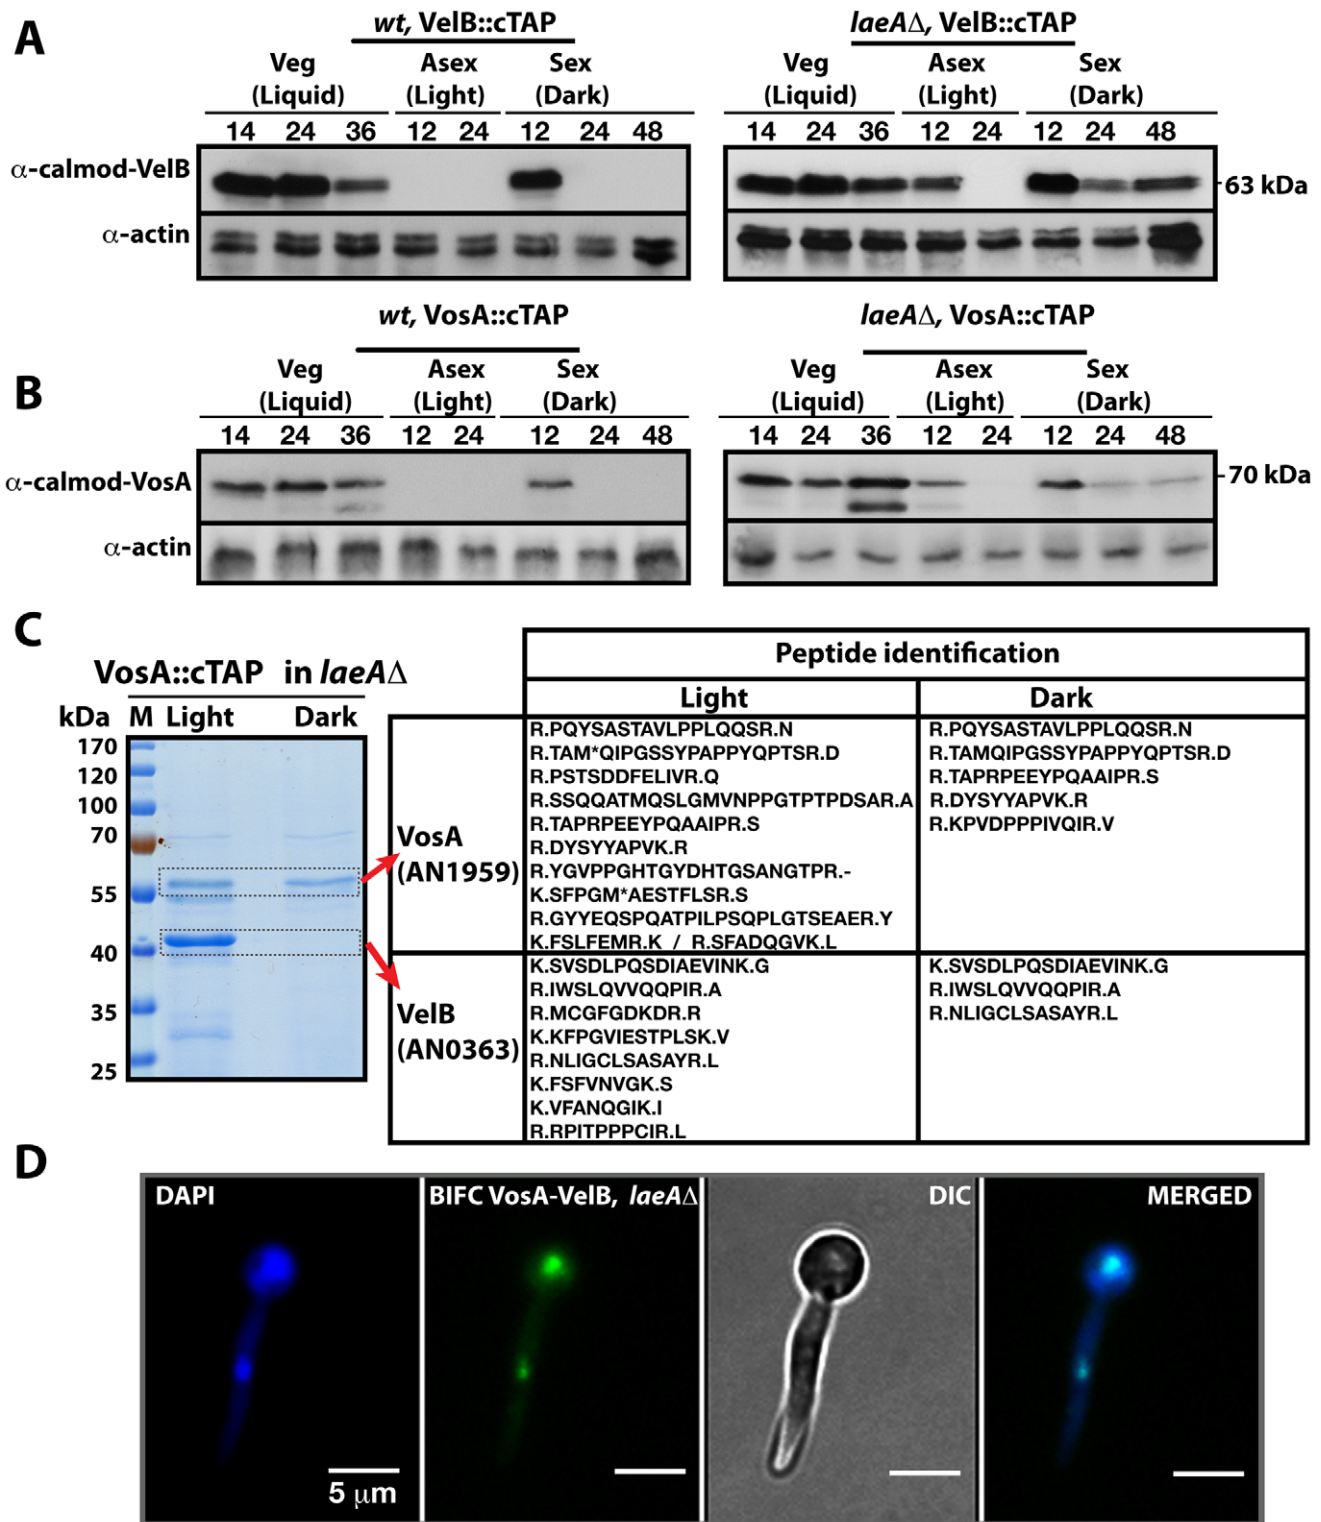 A
wt, VelB::cTAP
laeAΔ, VelB::cTAP
Veg Asex Sex
(Liquid) (Light) (Dark)
Veg Asex Sex
(Liquid) (Light) (Dark)
14 24 36 12 24 12 24 48
14 24 36 12 24 12 24 48
α-calmod-VelB
63 kDa
α-actin
wt, VosA::cTAP
laeAΔ, VosA::cTAP
B
Veg Asex Sex
(Liquid) (Light) (Dark)
Veg Asex Sex
(Liquid) (Light) (Dark)
14 24 36 12 24 12 24 48
14 24 36 12 24 12 24 48
α-calmod-VosA
70 kDa
α-actin
C
VosA::cTAP in laeAΔ
kDa M Light Dark
170
120
100
70
55
40
35
25
Peptide identification
Light Dark
VosA
(AN1959)
R.PQYSASTAVLPPLQQSR.N
R.TAM*QIPGSSYPAPPYQPTSR.D
R.PSTSDDFELIVR.Q
R.SSQQATMQSLGMVNPPGTPTPDSAR.A
R.TAPRPEEYPQAAIPR.S
R.DYSYYAPVK.R
R.YGVPPGHTGYDHTGSANGTPR.-
K.SFPGM*AESTFLSR.S
R.GYYEQSPQATPILPSQPLGTSEAER.Y
K.FSLFEMR.K / R.SFADQGVK.L
R.PQYSASTAVLPPLQQSR.N
R.TAMQIPGSSYPAPPYQPTSR.D
R.TAPRPEEYPQAAIPR.S
R.DYSYYAPVK.R
R.KPVDPPPIVQIR.V
VelB
(AN0363)
K.SVSDLPQSDIAEVINK.G
R.IWSLQVVQQPIR.A
R.MCGFGDKDR.R
K.KFPGVIESTPLSK.V
R.NLIGCLSASAYR.L
K.FSFVNVGK.S
K.VFANQGIK.I
R.RPITPPPCIR.L
K.SVSDLPQSDIAEVINK.G
R.IWSLQVVQQPIR.A
R.NLIGCLSASAYR.L
D
DAPI
BIFC VosA-VelB, laeAΔ
DIC
MERGED
5 μm